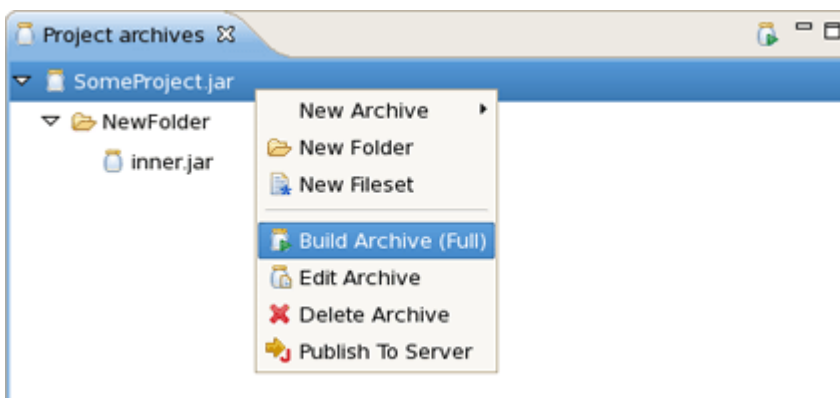 Project archives
SomeProject.jar
NewFolder
inner.jar
New Archive
New Folder
New Fileset
Build Archive (Full)
Edit Archive
Delete Archive
Publish To Server